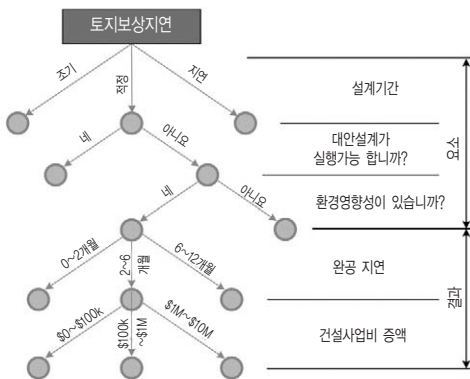 토지보상지연
조기
적정
지연
설계기간
네
아니요
대안설계가
실행가능 합니까?
요소
네
아니요
환경영향성이 있습니까?
0~2개월
2~6
개월
6~12개월
완공 지연
결과
$0~$100k
$100k
~$1M
$1M~$10M
건설사업비 증액